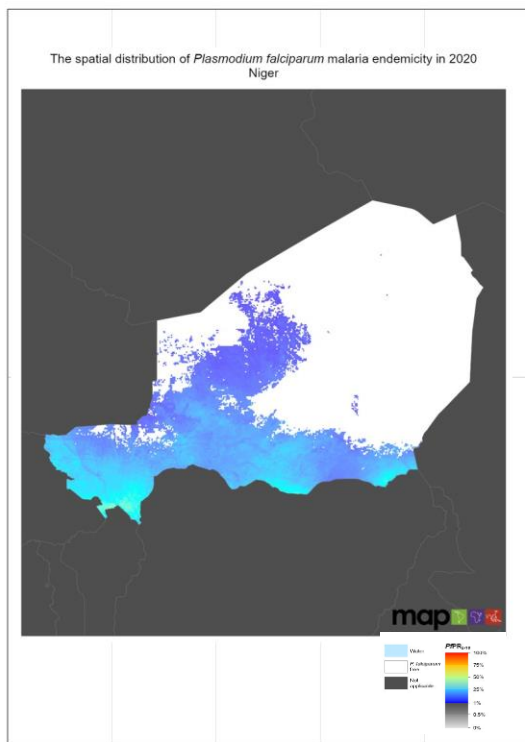 The spatial distribution of Plasmodium falciparum malaria endemicity in 2020
Niger
map
Water
P. falciparum
free
Not
applicable
100%
75%
50%
25%
1%
0.5%
0%